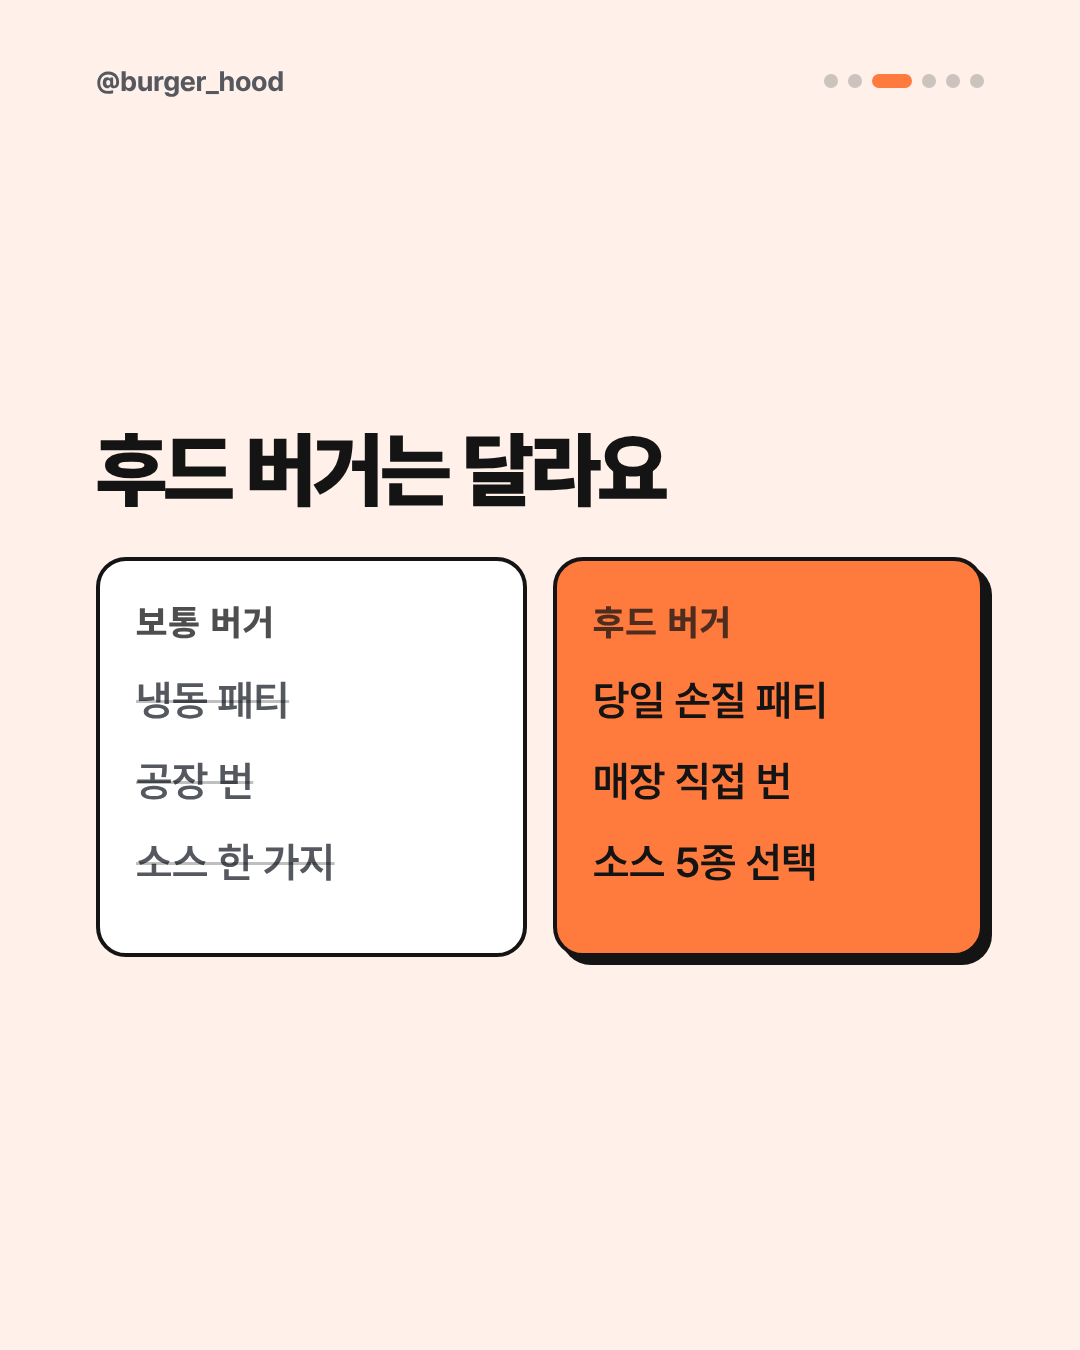 @burger_hood
후드 버거는 달라요
보통 버거
냉동 패티
공장 번
소스 한 가지
후드 버거
당일 손질 패티
매장 직접 번
소스 5종 선택